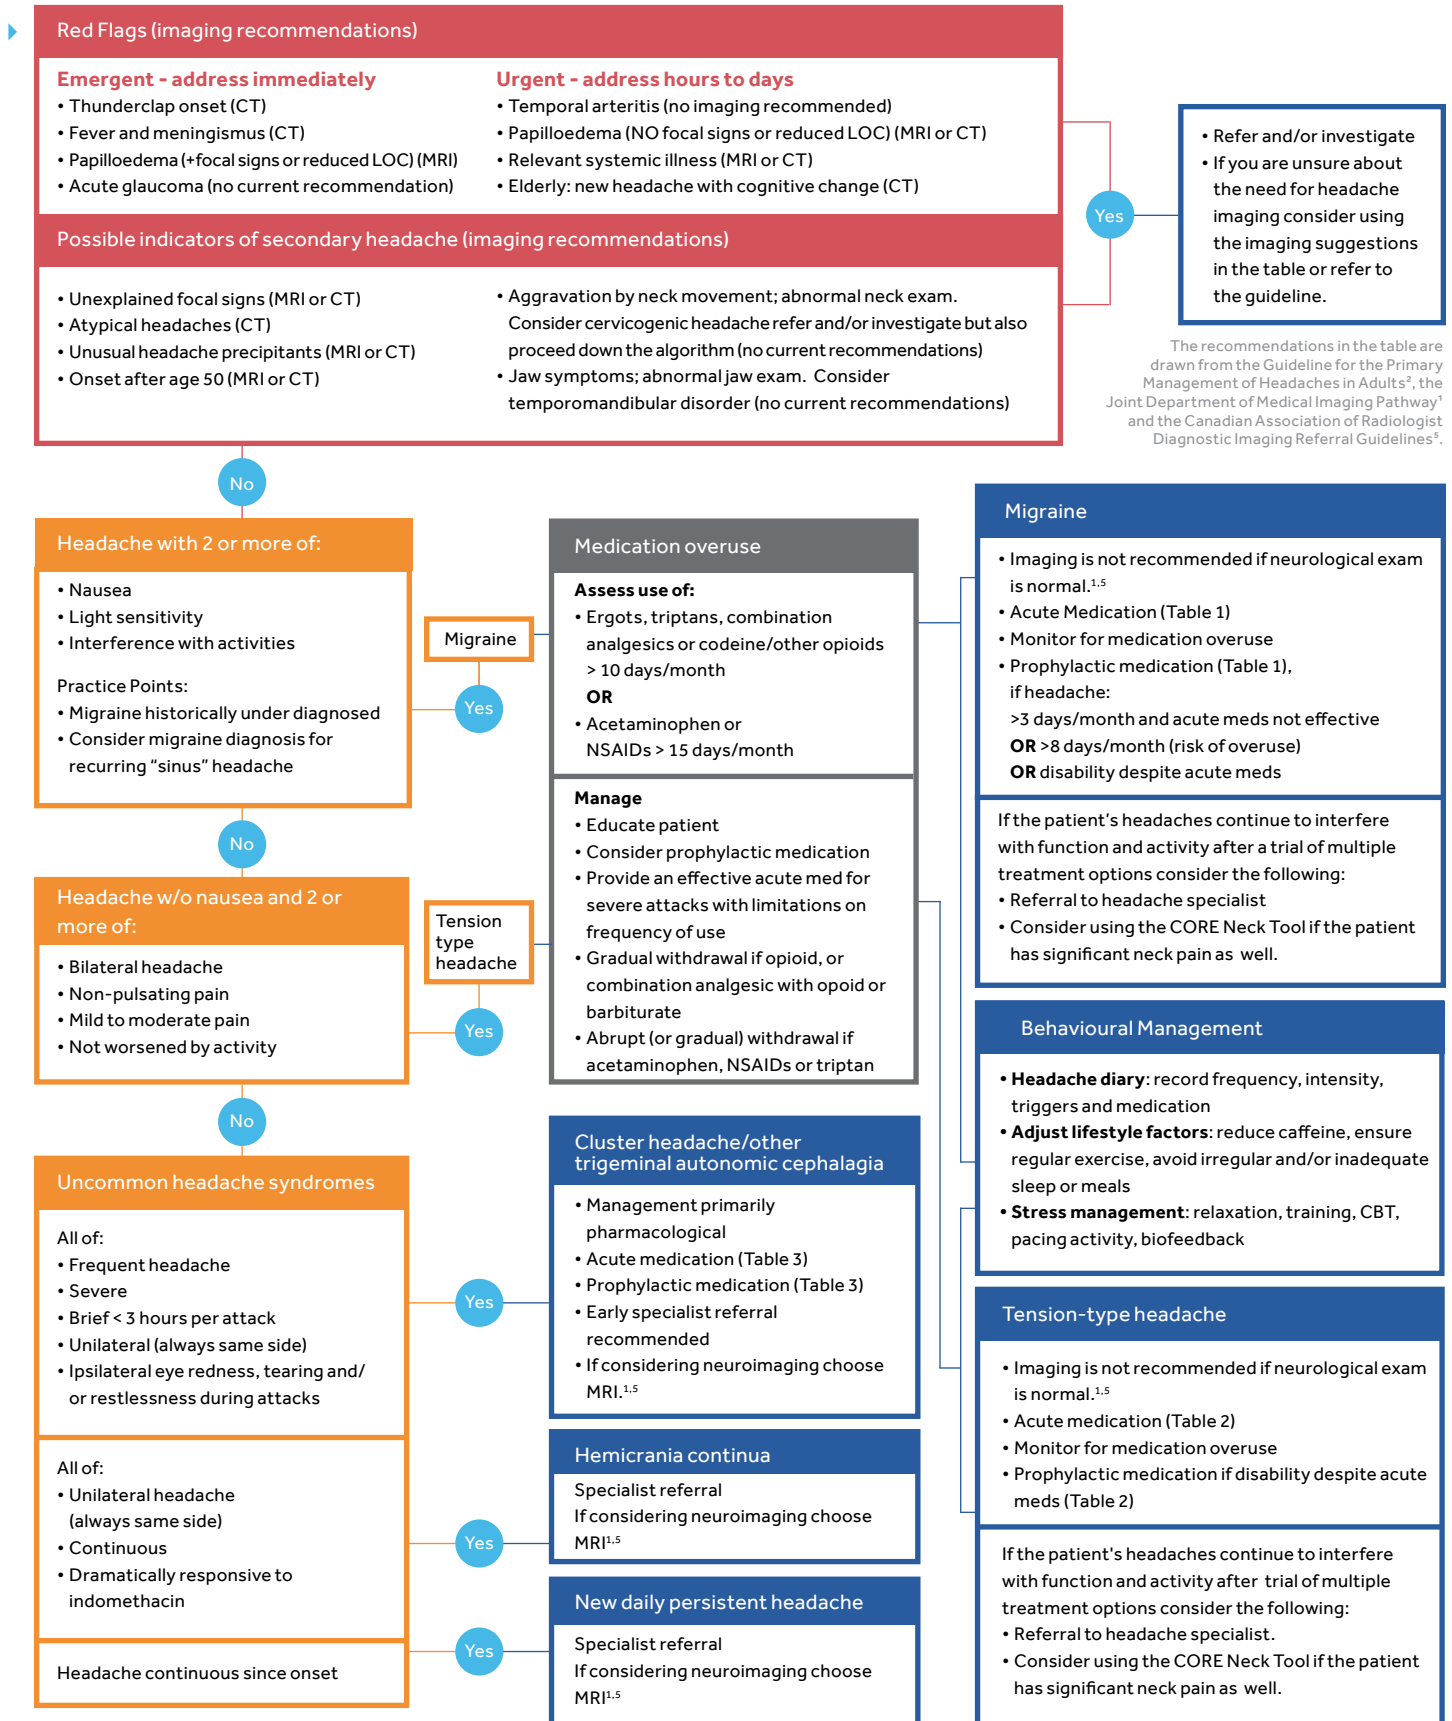 Red Flags (imaging recommendations)
Emergent - address immediately
• Thunderclap onset (CT)
• Fever and meningismus (CT)
• Papilloedema (+focal signs or reduced LOC) (MRI)
• Acute glaucoma (no current recommendation)
Urgent - address hours to days
• Temporal arteritis (no imaging recommended)
• Papilloedema (NO focal signs or reduced LOC) (MRI or CT)
• Relevant systemic illness (MRI or CT)
• Elderly: new headache with cognitive change (CT)
Possible indicators of secondary headache (imaging recommendations)
• Unexplained focal signs (MRI or CT)
• Atypical headaches (CT)
• Unusual headache precipitants (MRI or CT)
• Onset after age 50 (MRI or CT)
• Aggravation by neck movement; abnormal neck exam.
Consider cervicogenic headache refer and/or investigate but also
proceed down the algorithm (no current recommendations)
• Jaw symptoms; abnormal jaw exam. Consider
temporomandibular disorder (no current recommendations)
Yes
• Refer and/or investigate
• If you are unsure about
the need for headache
imaging consider using
the imaging suggestions
in the table or refer to
the guideline.
The recommendations in the table are
drawn from the Guideline for the Primary
Management of Headaches in Adults², the
Joint Department of Medical Imaging Pathway¹
and the Canadian Association of Radiologist
Diagnostic Imaging Referral Guidelines⁵.
No
Headache with 2 or more of:
• Nausea
• Light sensitivity
• Interference with activities
Practice Points:
• Migraine historically under diagnosed
• Consider migraine diagnosis for
recurring “sinus” headache
Migraine
Yes
No
Headache w/o nausea and 2 or
more of:
• Bilateral headache
• Non-pulsating pain
• Mild to moderate pain
• Not worsened by activity
Tension
type
headache
Yes
No
Uncommon headache syndromes
All of:
• Frequent headache
• Severe
• Brief < 3 hours per attack
• Unilateral (always same side)
• Ipsilateral eye redness, tearing and/
or restlessness during attacks
Yes
All of:
• Unilateral headache
(always same side)
• Continuous
• Dramatically responsive to
indomethacin
Yes
Headache continuous since onset
Yes
Medication overuse
Assess use of:
• Ergots, triptans, combination
analgesics or codeine/other opioids
> 10 days/month
OR
• Acetaminophen or
NSAIDs > 15 days/month
Manage
• Educate patient
• Consider prophylactic medication
• Provide an effective acute med for
severe attacks with limitations on
frequency of use
• Gradual withdrawal if opioid, or
combination analgesic with opoid or
barbiturate
• Abrupt (or gradual) withdrawal if
acetaminophen, NSAIDs or triptan
Cluster headache/other
trigeminal autonomic cephalagia
• Management primarily
pharmacological
• Acute medication (Table 3)
• Prophylactic medication (Table 3)
• Early specialist referral
recommended
• If considering neuroimaging choose
MRI.¹,⁵
Hemicrania continua
Specialist referral
If considering neuroimaging choose
MRI¹,⁵
New daily persistent headache
Specialist referral
If considering neuroimaging choose
MRI¹,⁵
Migraine
• Imaging is not recommended if neurological exam
is normal.¹,⁵
• Acute Medication (Table 1)
• Monitor for medication overuse
• Prophylactic medication (Table 1),
if headache:
>3 days/month and acute meds not effective
OR >8 days/month (risk of overuse)
OR disability despite acute meds
If the patient's headaches continue to interfere
with function and activity after a trial of multiple
treatment options consider the following:
• Referral to headache specialist
• Consider using the CORE Neck Tool if the patient
has significant neck pain as well.
Behavioural Management
• Headache diary: record frequency, intensity,
triggers and medication
• Adjust lifestyle factors: reduce caffeine, ensure
regular exercise, avoid irregular and/or inadequate
sleep or meals
• Stress management: relaxation, training, CBT,
pacing activity, biofeedback
Tension-type headache
• Imaging is not recommended if neurological exam
is normal.¹,⁵
• Acute medication (Table 2)
• Monitor for medication overuse
• Prophylactic medication if disability despite acute
meds (Table 2)
If the patient's headaches continue to interfere
with function and activity after trial of multiple
treatment options consider the following:
• Referral to headache specialist.
• Consider using the CORE Neck Tool if the patient
has significant neck pain as well.